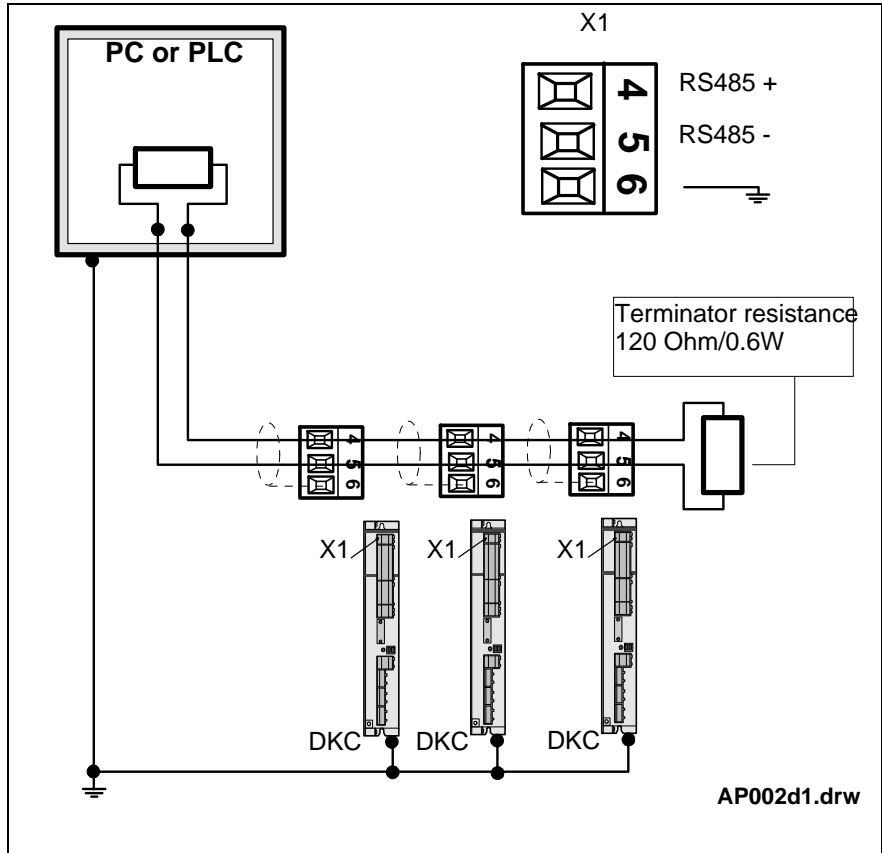 PC or PLC
X1
4
RS485 +
5
RS485 -
6
Terminator resistance
120 Ohm/0.6W
4
5
6
4
5
6
4
5
6
X1
X1
X1
DKC
DKC
DKC
AP002d1.drw